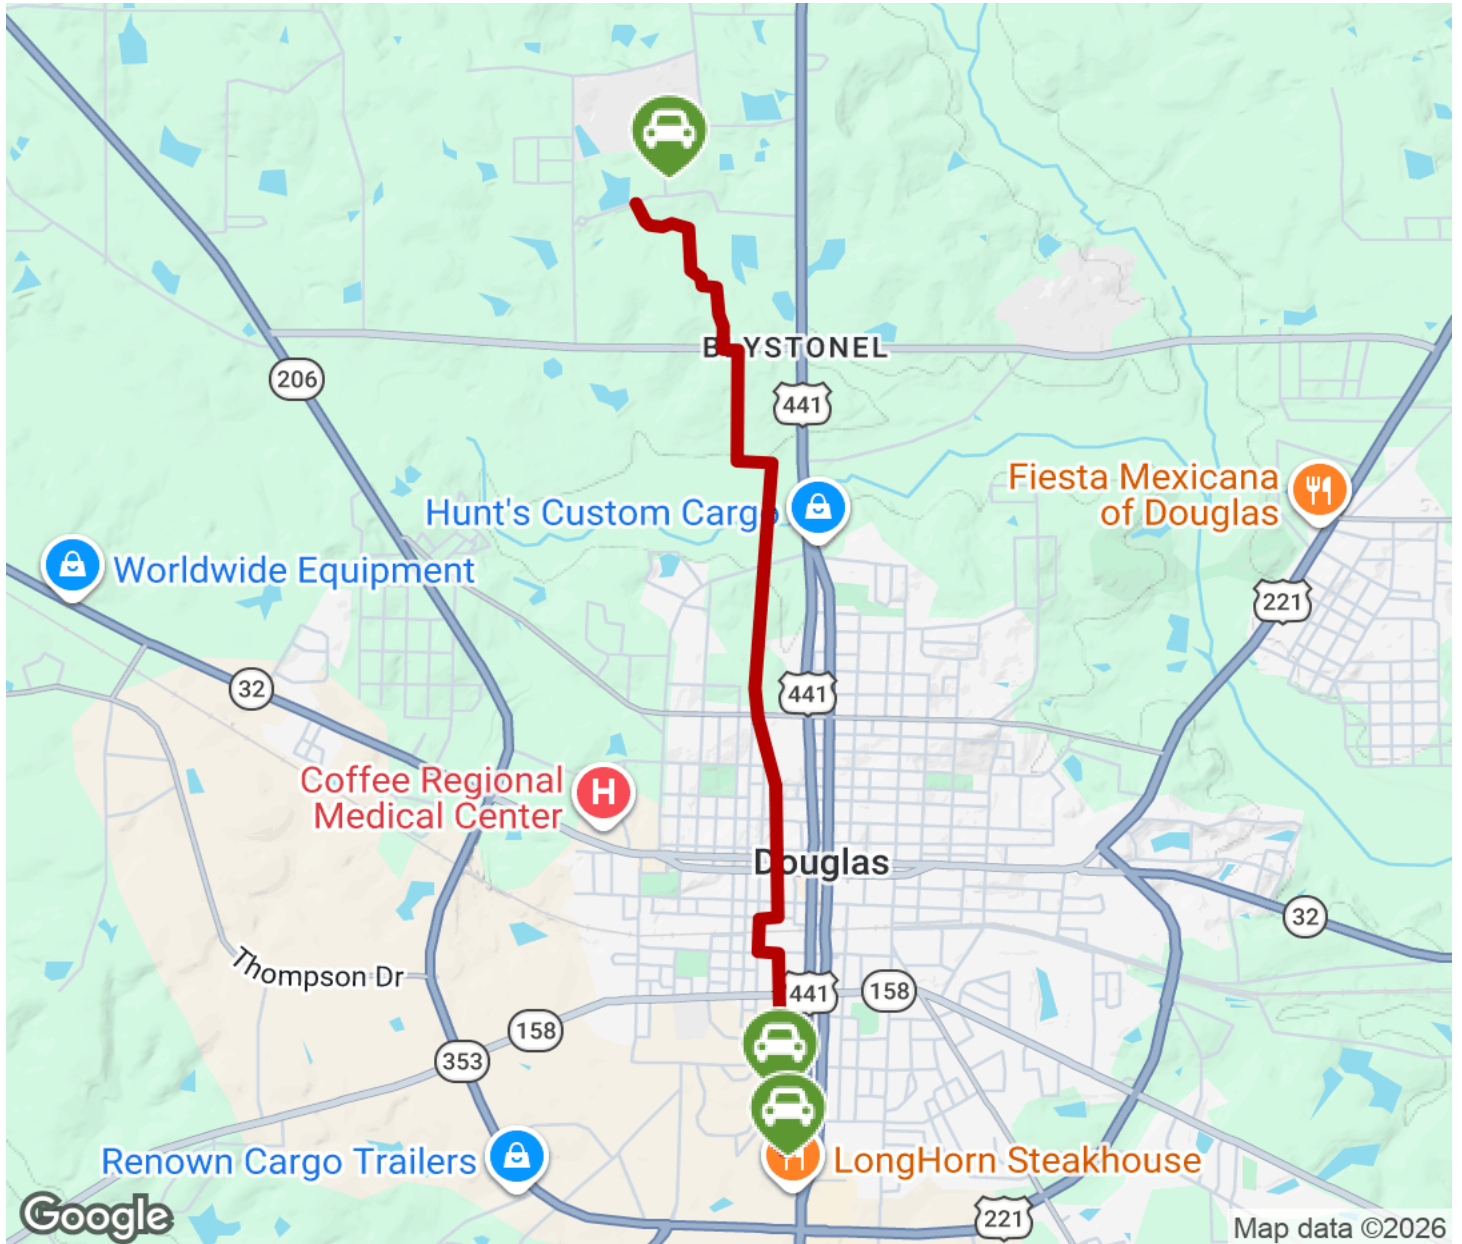 B
YSTONEL
206
441
Fiesta Mexicana
of Douglas
Hunt's Custom Cargo
Worldwide Equipment
221
32
441
Coffee Regional
Medical Center
H
Douglas
32
Thompson Dr
441
158
158
353
Renown Cargo Trailers
LongHorn Steakhouse
221
Google
Map data ©2026